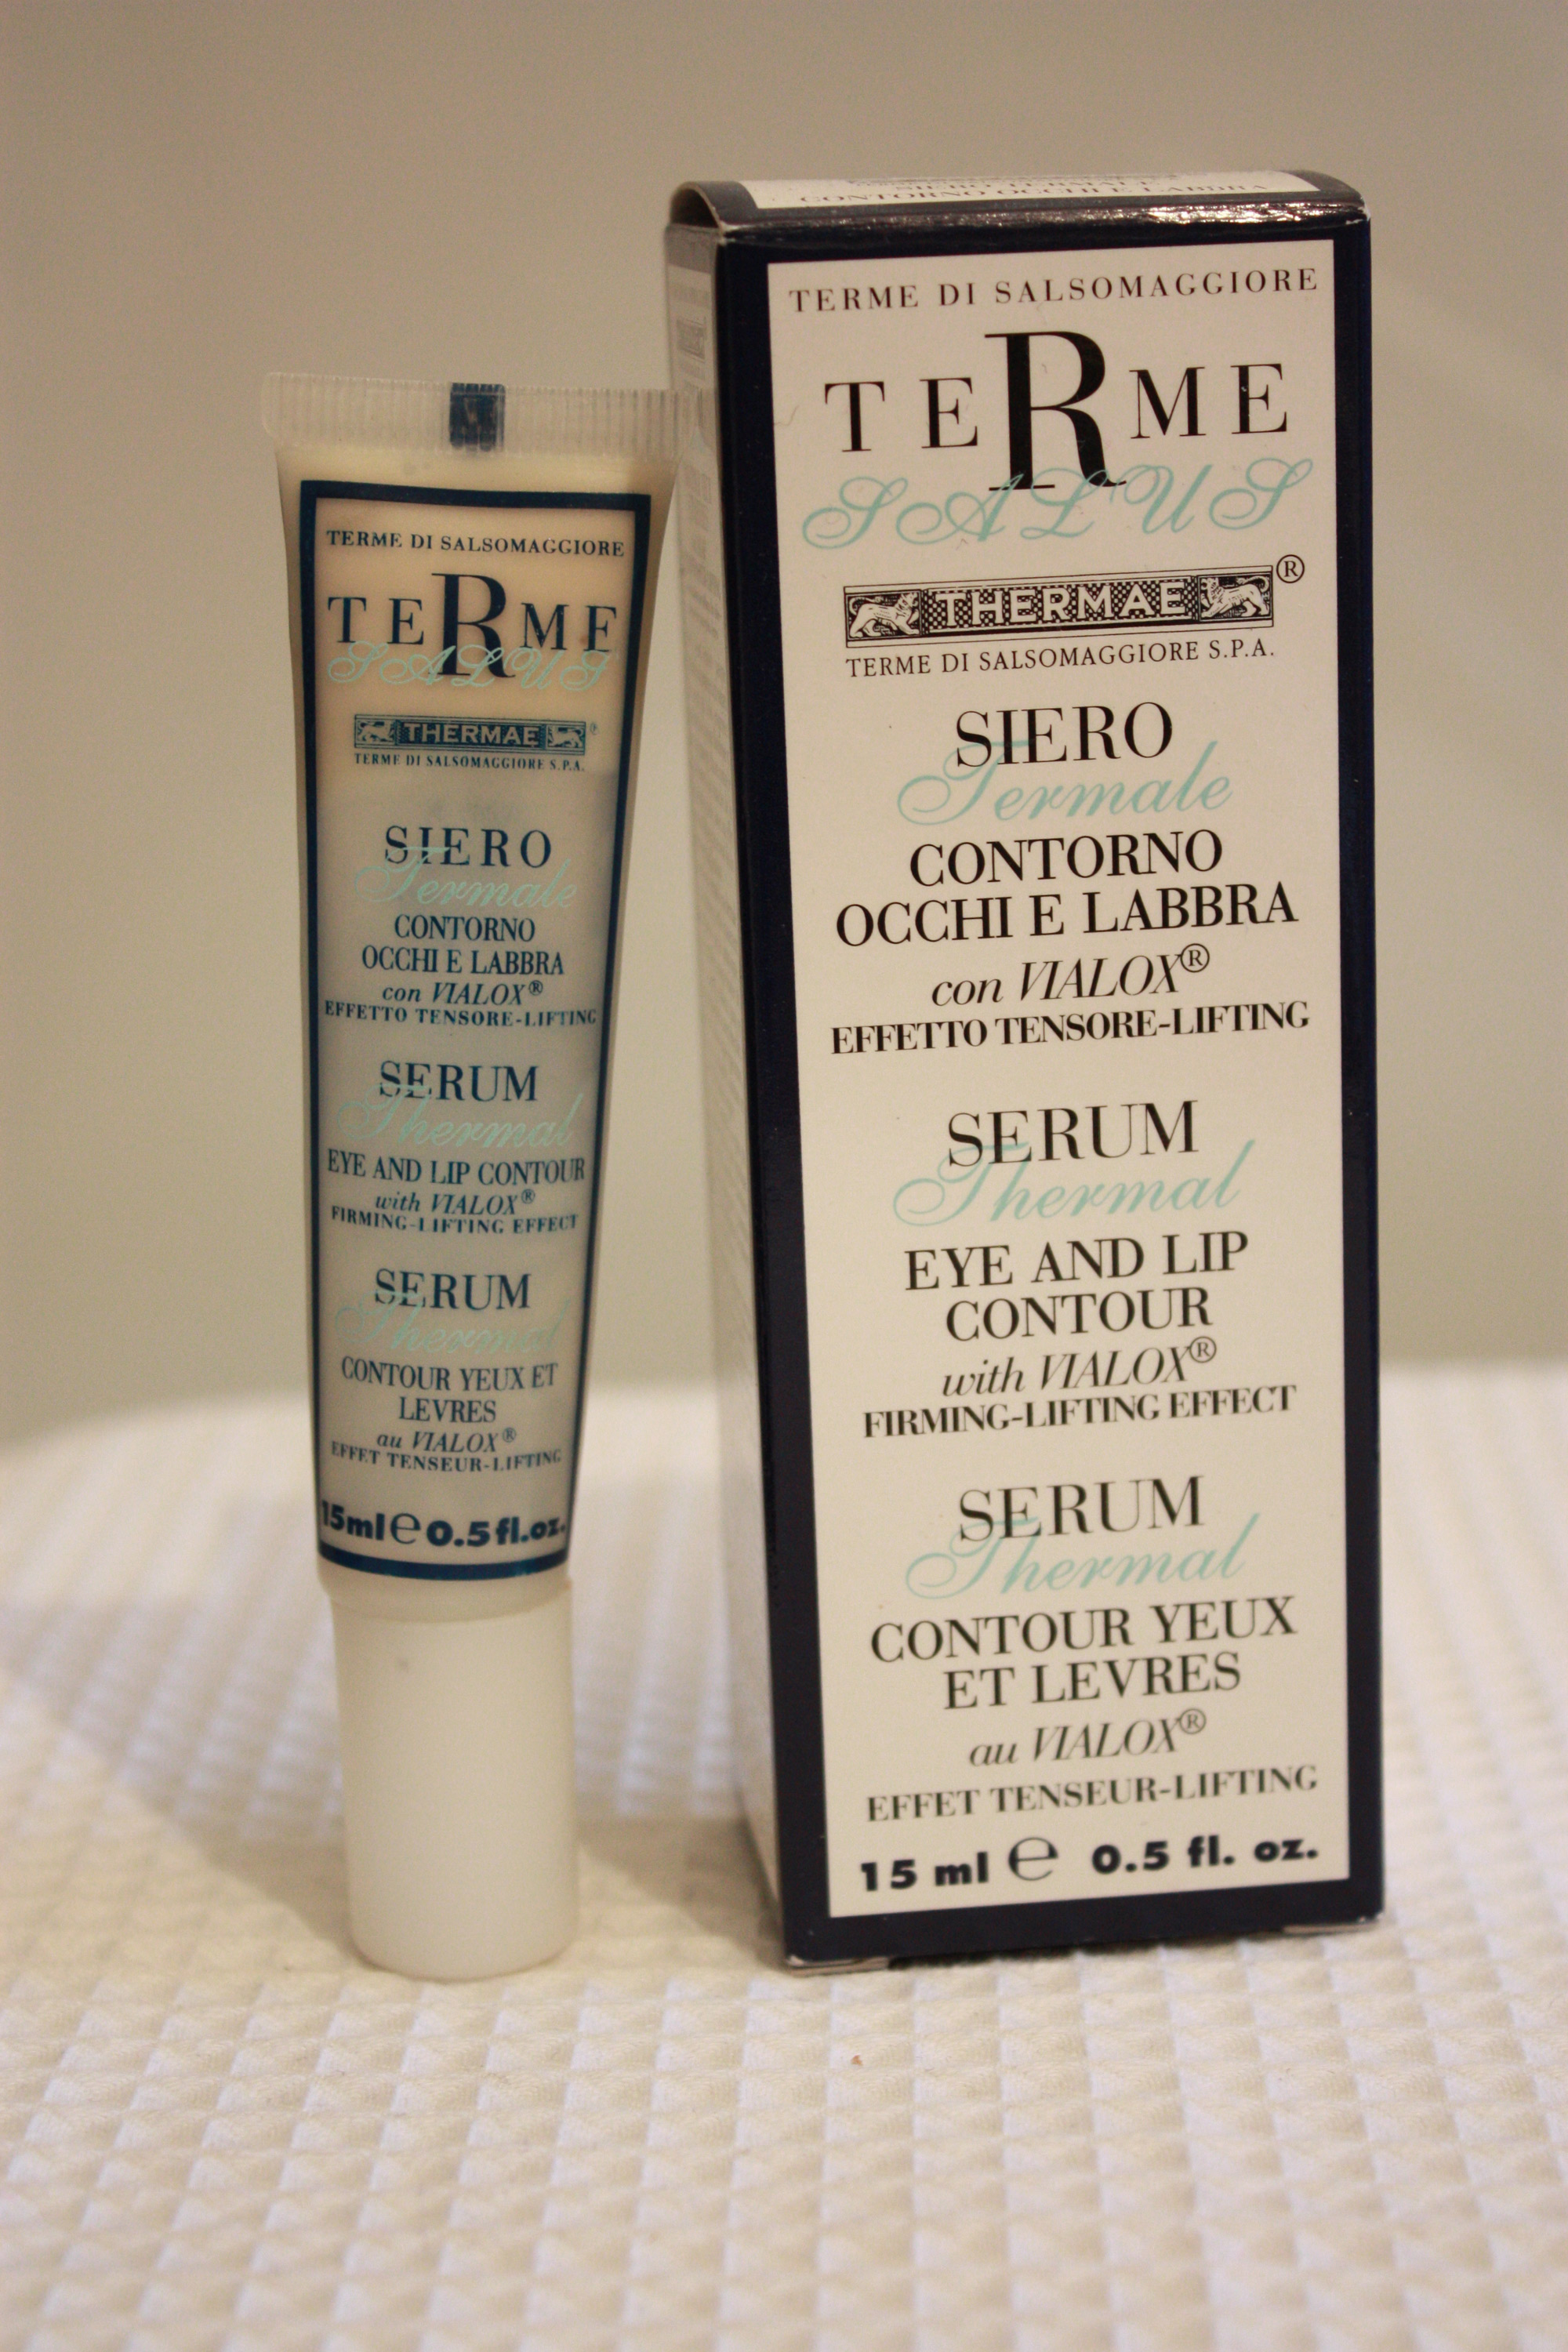 TERME DI SALSOMAGGIORE
TERME
SALUS
THERMAE®
TERME DI SALSOMAGGIORE S.P.A.
SIERO
Termale
CONTORNO
OCCHI E LABBRA
con VIALOX®
EFFETTO TENSORE-LIFTING
SERUM
Thermal
EYE AND LIP CONTOUR
with VIALOX®
FIRMING-LIFTING EFFECT
SERUM
Thermal
CONTOUR YEUX ET
LEVRES
au VIALOX®
EFFET TENSEUR-LIFTING
15ml e 0.5 fl.oz.
CONTORNO OCCHI E LABBRA
TERME DI SALSOMAGGIORE
TERME
SALUS
THERMAE®
TERME DI SALSOMAGGIORE S.P.A.
SIERO
Termale
CONTORNO
OCCHI E LABBRA
con VIALOX®
EFFETTO TENSORE-LIFTING
SERUM
Thermal
EYE AND LIP
CONTOUR
with VIALOX®
FIRMING-LIFTING EFFECT
SERUM
Thermal
CONTOUR YEUX
ET LEVRES
au VIALOX®
EFFET TENSEUR-LIFTING
15 ml e 0.5 fl. oz.